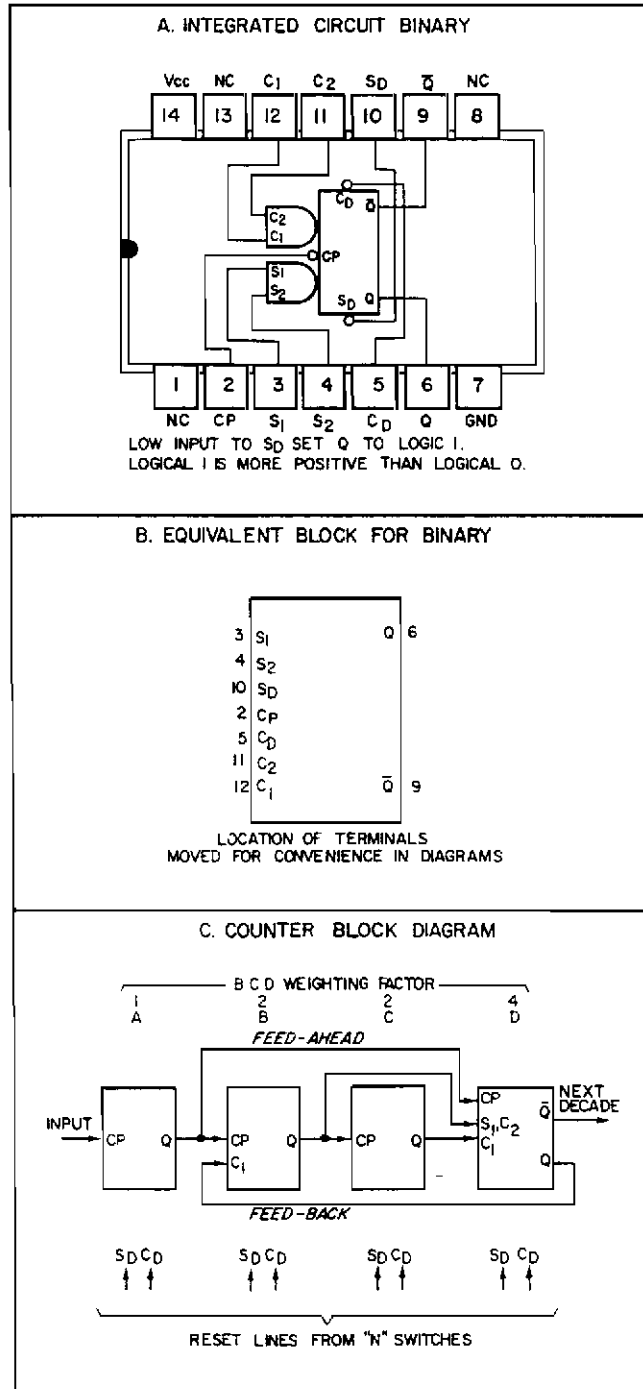 A. INTEGRATED CIRCUIT BINARY
Vcc NC C1 C2 SD Q̅ NC
14 13 12 11 10 9 8
CD Q̅
C2
C1
CP
S1
S2
SD Q
1 2 3 4 5 6 7
NC CP S1 S2 CD Q GND
LOW INPUT TO SD SET Q TO LOGIC 1.
LOGICAL 1 IS MORE POSITIVE THAN LOGICAL 0.
B. EQUIVALENT BLOCK FOR BINARY
3 S1 Q 6
4 S2
10 SD
2 CP
5 CD
11 C2
12 C1 Q̅ 9
LOCATION OF TERMINALS
MOVED FOR CONVENIENCE IN DIAGRAMS
C. COUNTER BLOCK DIAGRAM
BCD WEIGHTING FACTOR
1 2 2 4
A B C D
FEED-AHEAD
INPUT CP Q CP Q CP Q CP Q̅ NEXT DECADE
C1 S1,C2
C1 Q
FEED-BACK
SD CD SD CD SD CD SD CD
RESET LINES FROM "N" SWITCHES